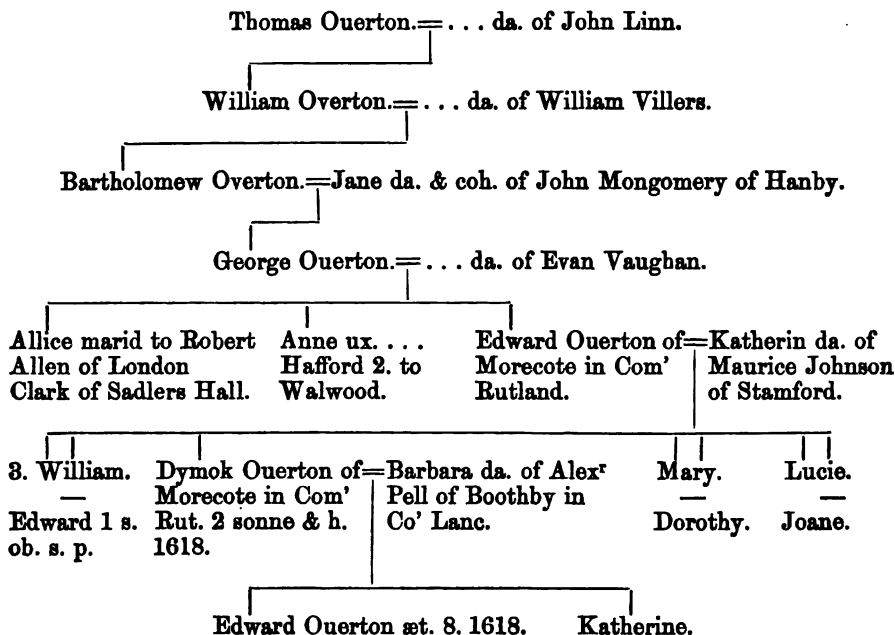 Thomas Ouerton.=. . . da. of John Linn.
William Overton.=. . . da. of William Villers.
Bartholomew Overton.=Jane da. & coh. of John Mongomery of Hanby.
George Ouerton.=. . . da. of Evan Vaughan.
Allice marid to Robert
Allen of London
Clark of Sadlers Hall.
Anne ux. . . .
Hafford 2. to
Walwood.
Edward Ouerton of=Katherin da. of
Morecote in Com' Maurice Johnson
Rutland. of Stamford.
3. William.
—
Edward 1 s.
ob. s. p.
Dymok Ouerton of=Barbara da. of Alexʳ
Morecote in Com' Pell of Boothby in
Rut. 2 sonne & h. Co' Lanc.
1618.
Mary.
—
Dorothy.
Lucie.
—
Joane.
Edward Ouerton æt. 8. 1618. Katherine.